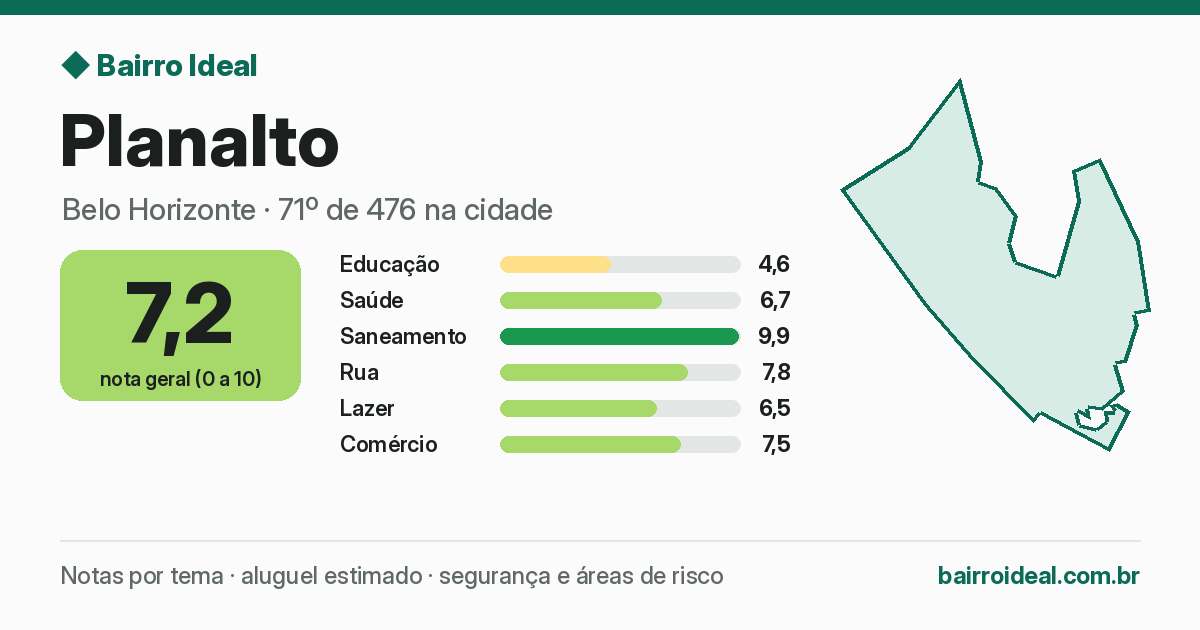 Bairro Ideal
Planalto
Belo Horizonte · 71º de 476 na cidade
7,2
nota geral (0 a 10)
Educação 4,6
Saúde 6,7
Saneamento 9,9
Rua 7,8
Lazer 6,5
Comércio 7,5
Notas por tema · aluguel estimado · segurança e áreas de risco
bairroideal.com.br